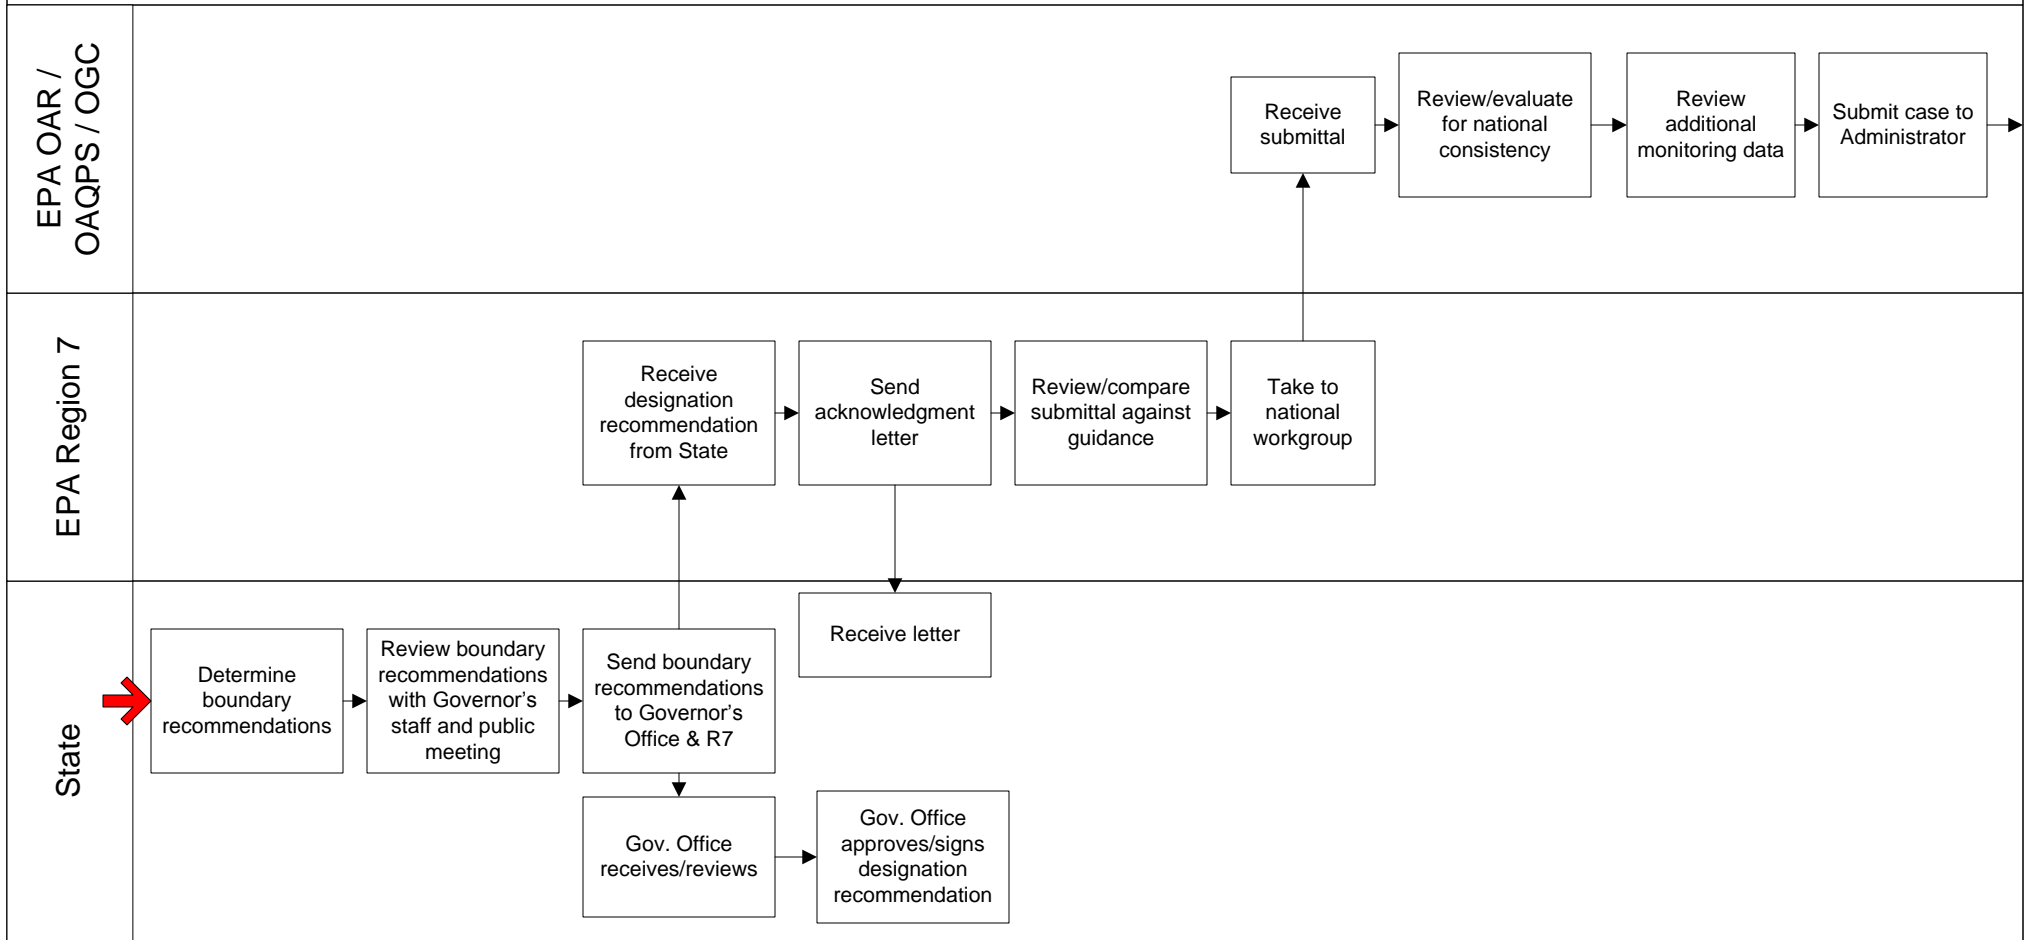 EPA OAR /
OAQPS / OGC
Receive
submittal
Review/evaluate
for national
consistency
Review
additional
monitoring data
Submit case to
Administrator
EPA Region 7
Receive
designation
recommendation
from State
Send
acknowledgment
letter
Review/compare
submittal against
guidance
Take to
national
workgroup
State
Determine
boundary
recommendations
Review boundary
recommendations
with Governor's
staff and public
meeting
Send boundary
recommendations
to Governor's
Office & R7
Receive letter
Gov. Office
receives/reviews
Gov. Office
approves/signs
designation
recommendation